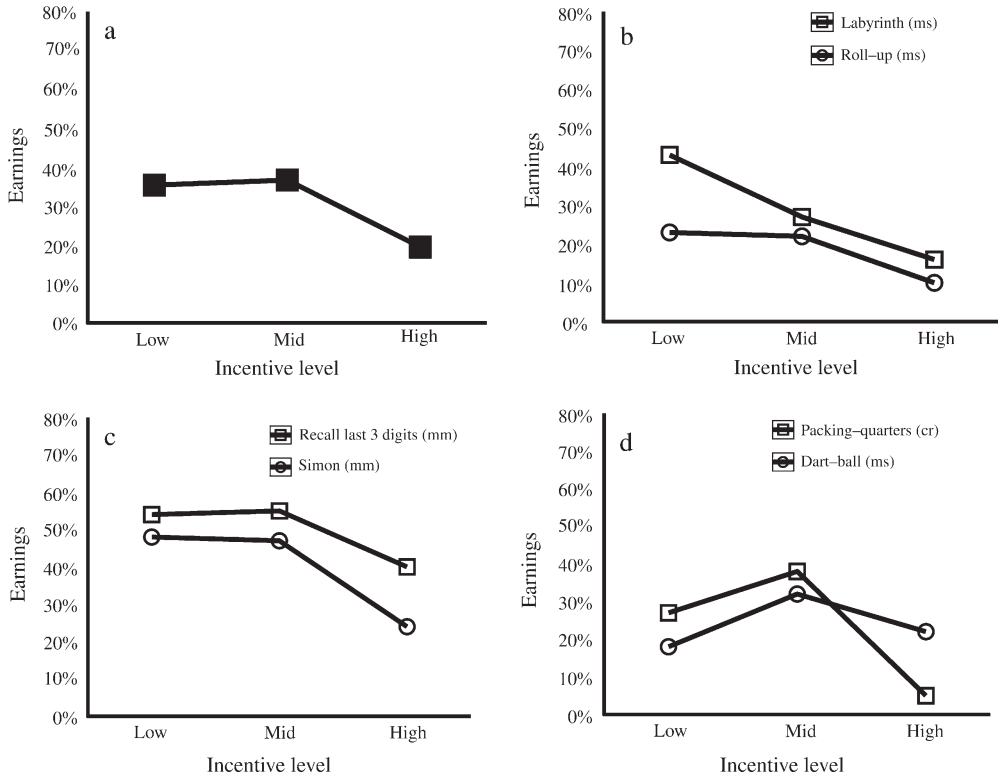 a
80%
70%
60%
50%
40%
30%
20%
10%
0%
Earnings
Low Mid High
Incentive level
b
Labyrinth (ms)
Roll–up (ms)
80%
70%
60%
50%
40%
30%
20%
10%
0%
Earnings
Low Mid High
Incentive level
c
Recall last 3 digits (mm)
Simon (mm)
80%
70%
60%
50%
40%
30%
20%
10%
0%
Earnings
Low Mid High
Incentive level
d
Packing–quarters (cr)
Dart–ball (ms)
80%
70%
60%
50%
40%
30%
20%
10%
0%
Earnings
Low Mid High
Incentive level